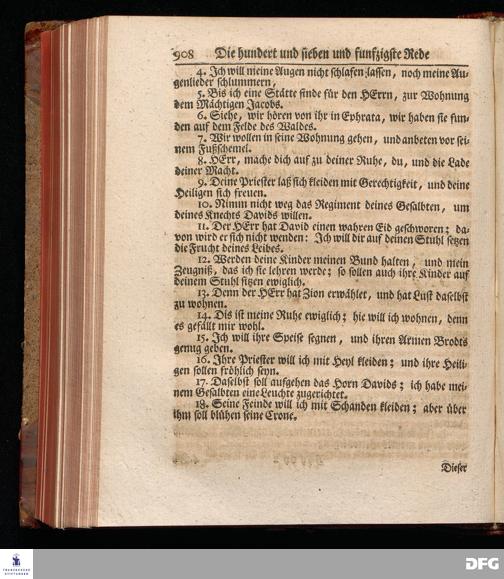 908 Die hundert und sieben und funfzigste Rede
4. Ich will meine Augen nicht schlafen lassen, noch meine Au-
genlieder schlummern,
5. Bis ich eine Stätte finde für den HErrn, zur Wohnung
dem Mächtigen Jacobs.
6. Siehe, wir hören von ihr in Ephrata, wir haben sie fun-
den auf dem Felde des Waldes.
7. Wir wollen in seine Wohnung gehen, und anbeten vor sei-
nem Fußschemel.
8. HErr, mache dich auf zu deiner Ruhe, du, und die Lade
deiner Macht.
9. Deine Priester laß sich kleiden mit Gerechtigkeit, und deine
Heiligen sich freuen.
10. Nimm nicht weg das Regiment deines Gesalbten, um
deines Knechts Davids willen.
11. Der HErr hat David einen wahren Eid geschworen; da-
von wird er sich nicht wenden: Ich will dir auf deinen Stuhl setzen
die Frucht deines Leibes.
12. Werden deine Kinder meinen Bund halten, und mein
Zeugniß, das ich sie lehren werde; so sollen auch ihre Kinder auf
deinem Stuhl sitzen ewiglich.
13. Denn der HErr hat Zion erwählet, und hat Lust daselbst
zu wohnen.
14. Dis ist meine Ruhe ewiglich; hie will ich wohnen, denn
es gefällt mir wohl.
15. Ich will ihre Speise segnen, und ihren Armen Brodts
genug geben.
16. Ihre Priester will ich mit Heyl kleiden; und ihre Heili-
gen sollen fröhlich seyn.
17. Daselbst soll aufgehen das Horn Davids; ich habe mei-
nem Gesalbten eine Leuchte zugerichtet.
18. Seine Feinde will ich mit Schanden kleiden; aber über
ihm soll blühen seine Crone.
Dieser
FRANCKESCHE
STIFTUNGEN
DFG